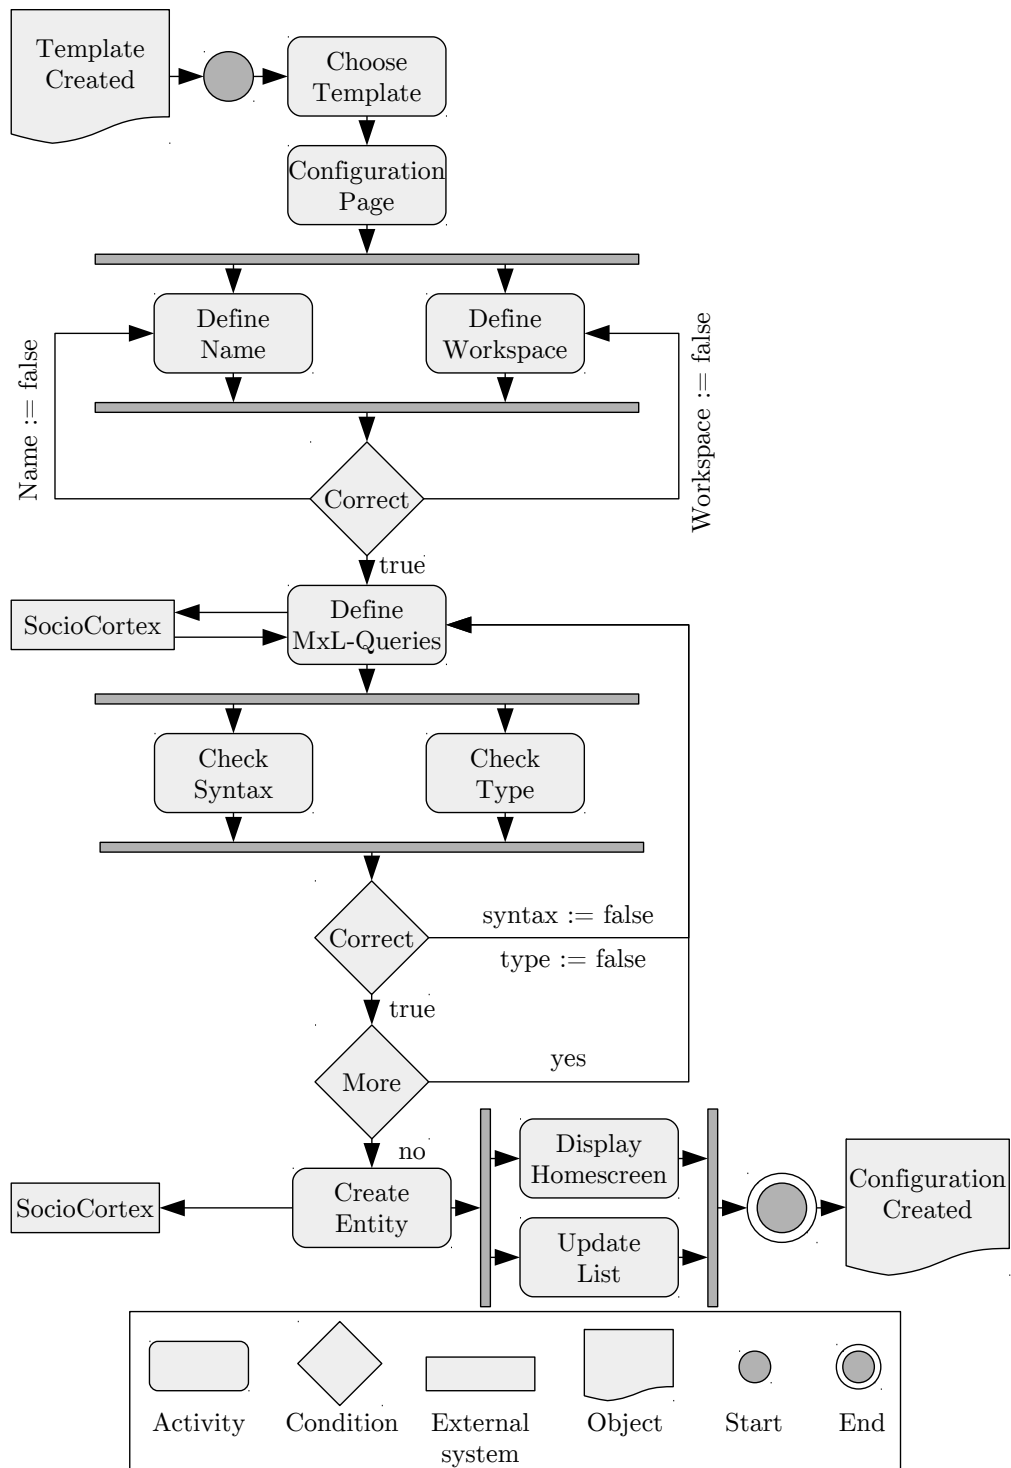 Template
Created
Choose
Template
Configuration
Page
Define
Name
Define
Workspace
Name := false
Workspace := false
Correct
true
SocioCortex
Define
MxL-Queries
Check
Syntax
Check
Type
Correct
syntax := false
type := false
true
More
yes
no
SocioCortex
Create
Entity
Display
Homescreen
Update
List
Configuration
Created
Activity
Condition
External
system
Object
Start
End